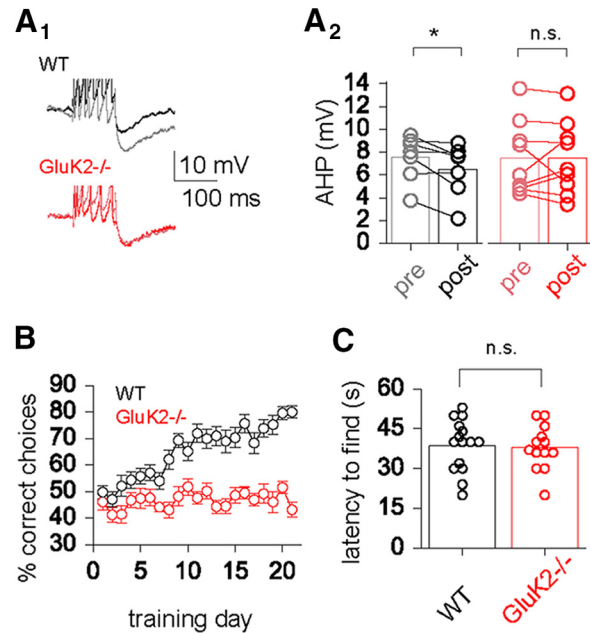 A1
WT
GluK2-/-
10 mV
100 ms
A2
*
n.s.
AHP (mV)
14
12
10
8
6
4
2
0
pre
post
pre
post
B
% correct choices
90
80
70
60
50
40
30
WT
GluK2-/-
0
5
10
15
20
training day
C
n.s.
latency to find (s)
60
45
30
15
0
WT
GluK2-/-